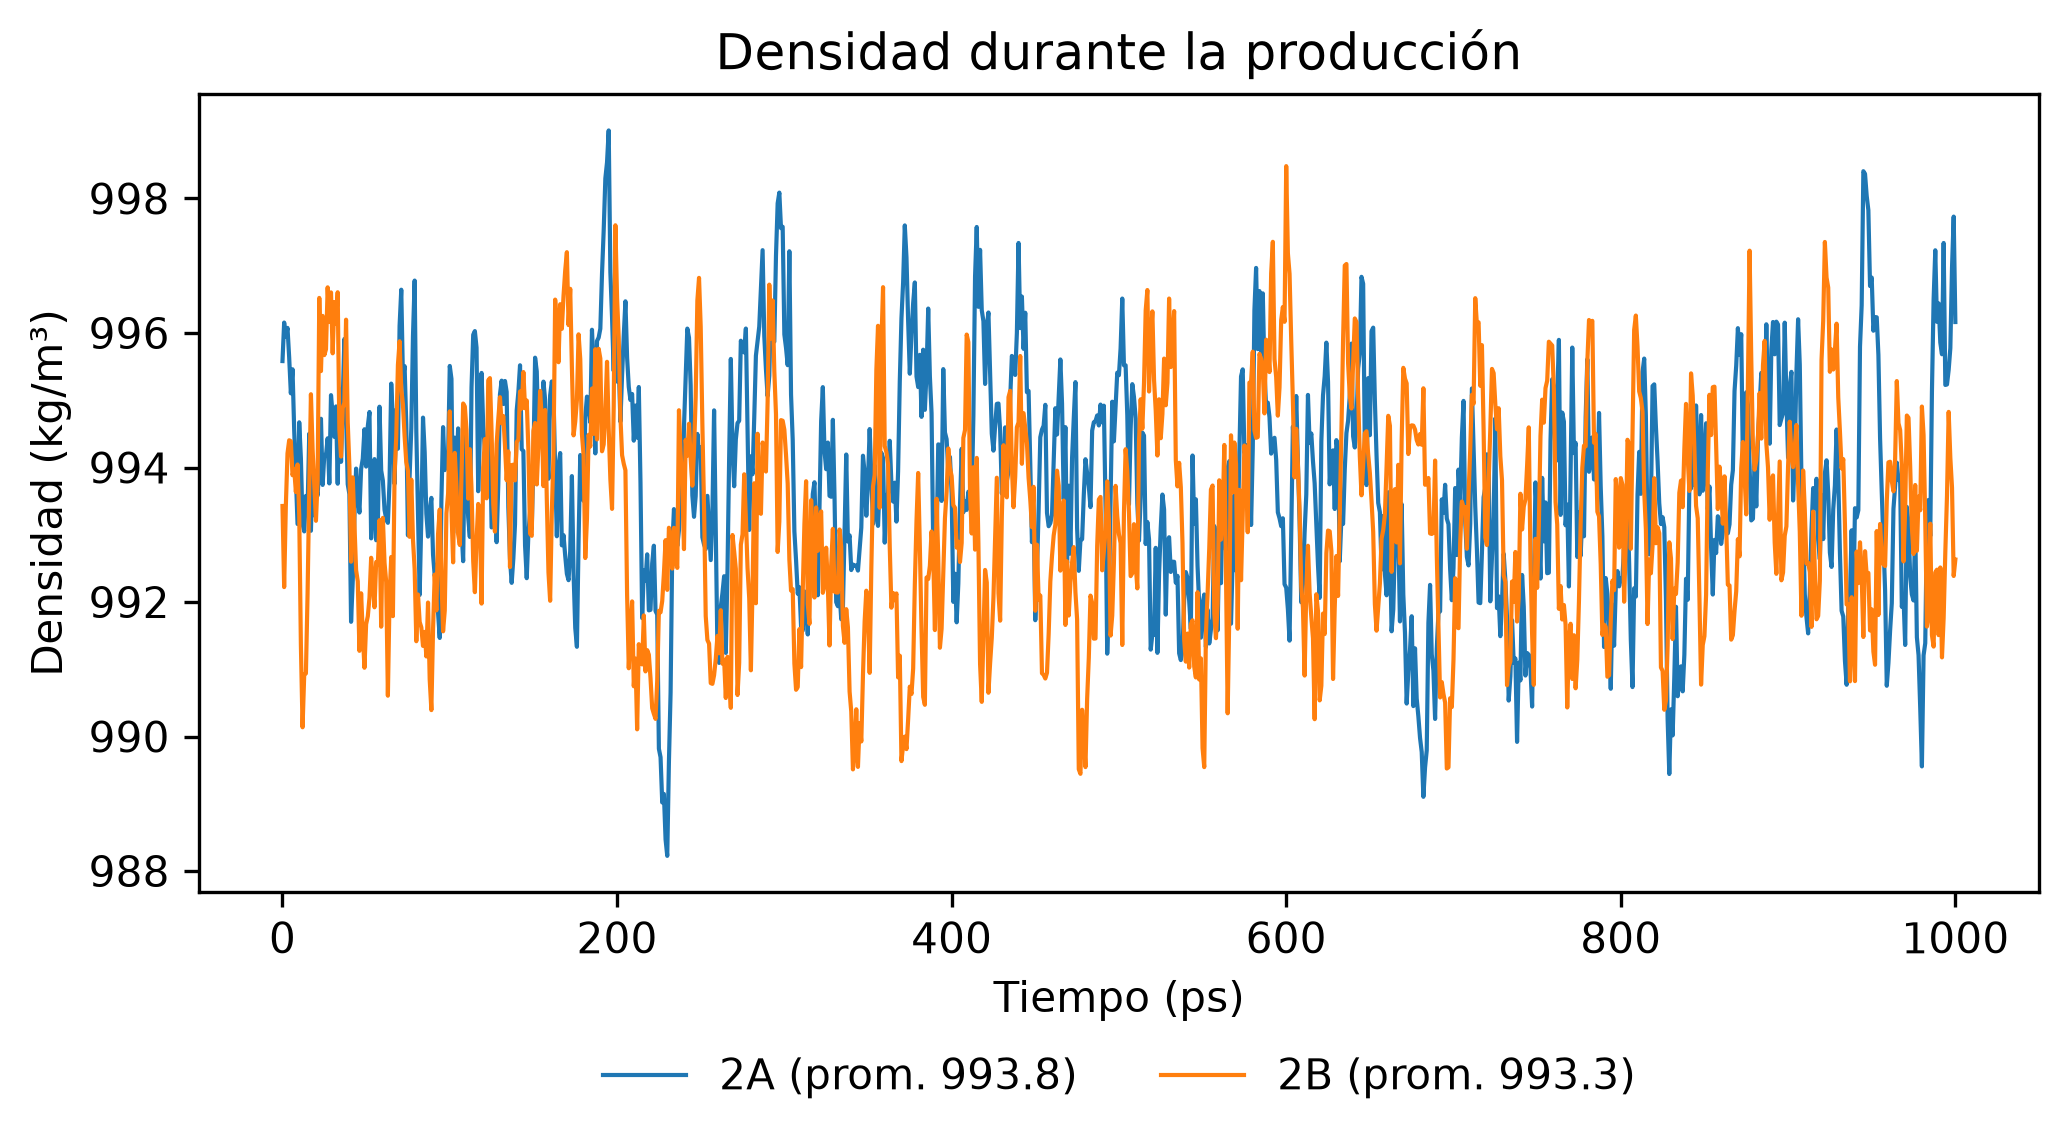 Densidad durante la producción
Densidad (kg/m³)
998
996
994
992
990
988
0 200 400 600 800 1000
Tiempo (ps)
2A (prom. 993.8) 2B (prom. 993.3)